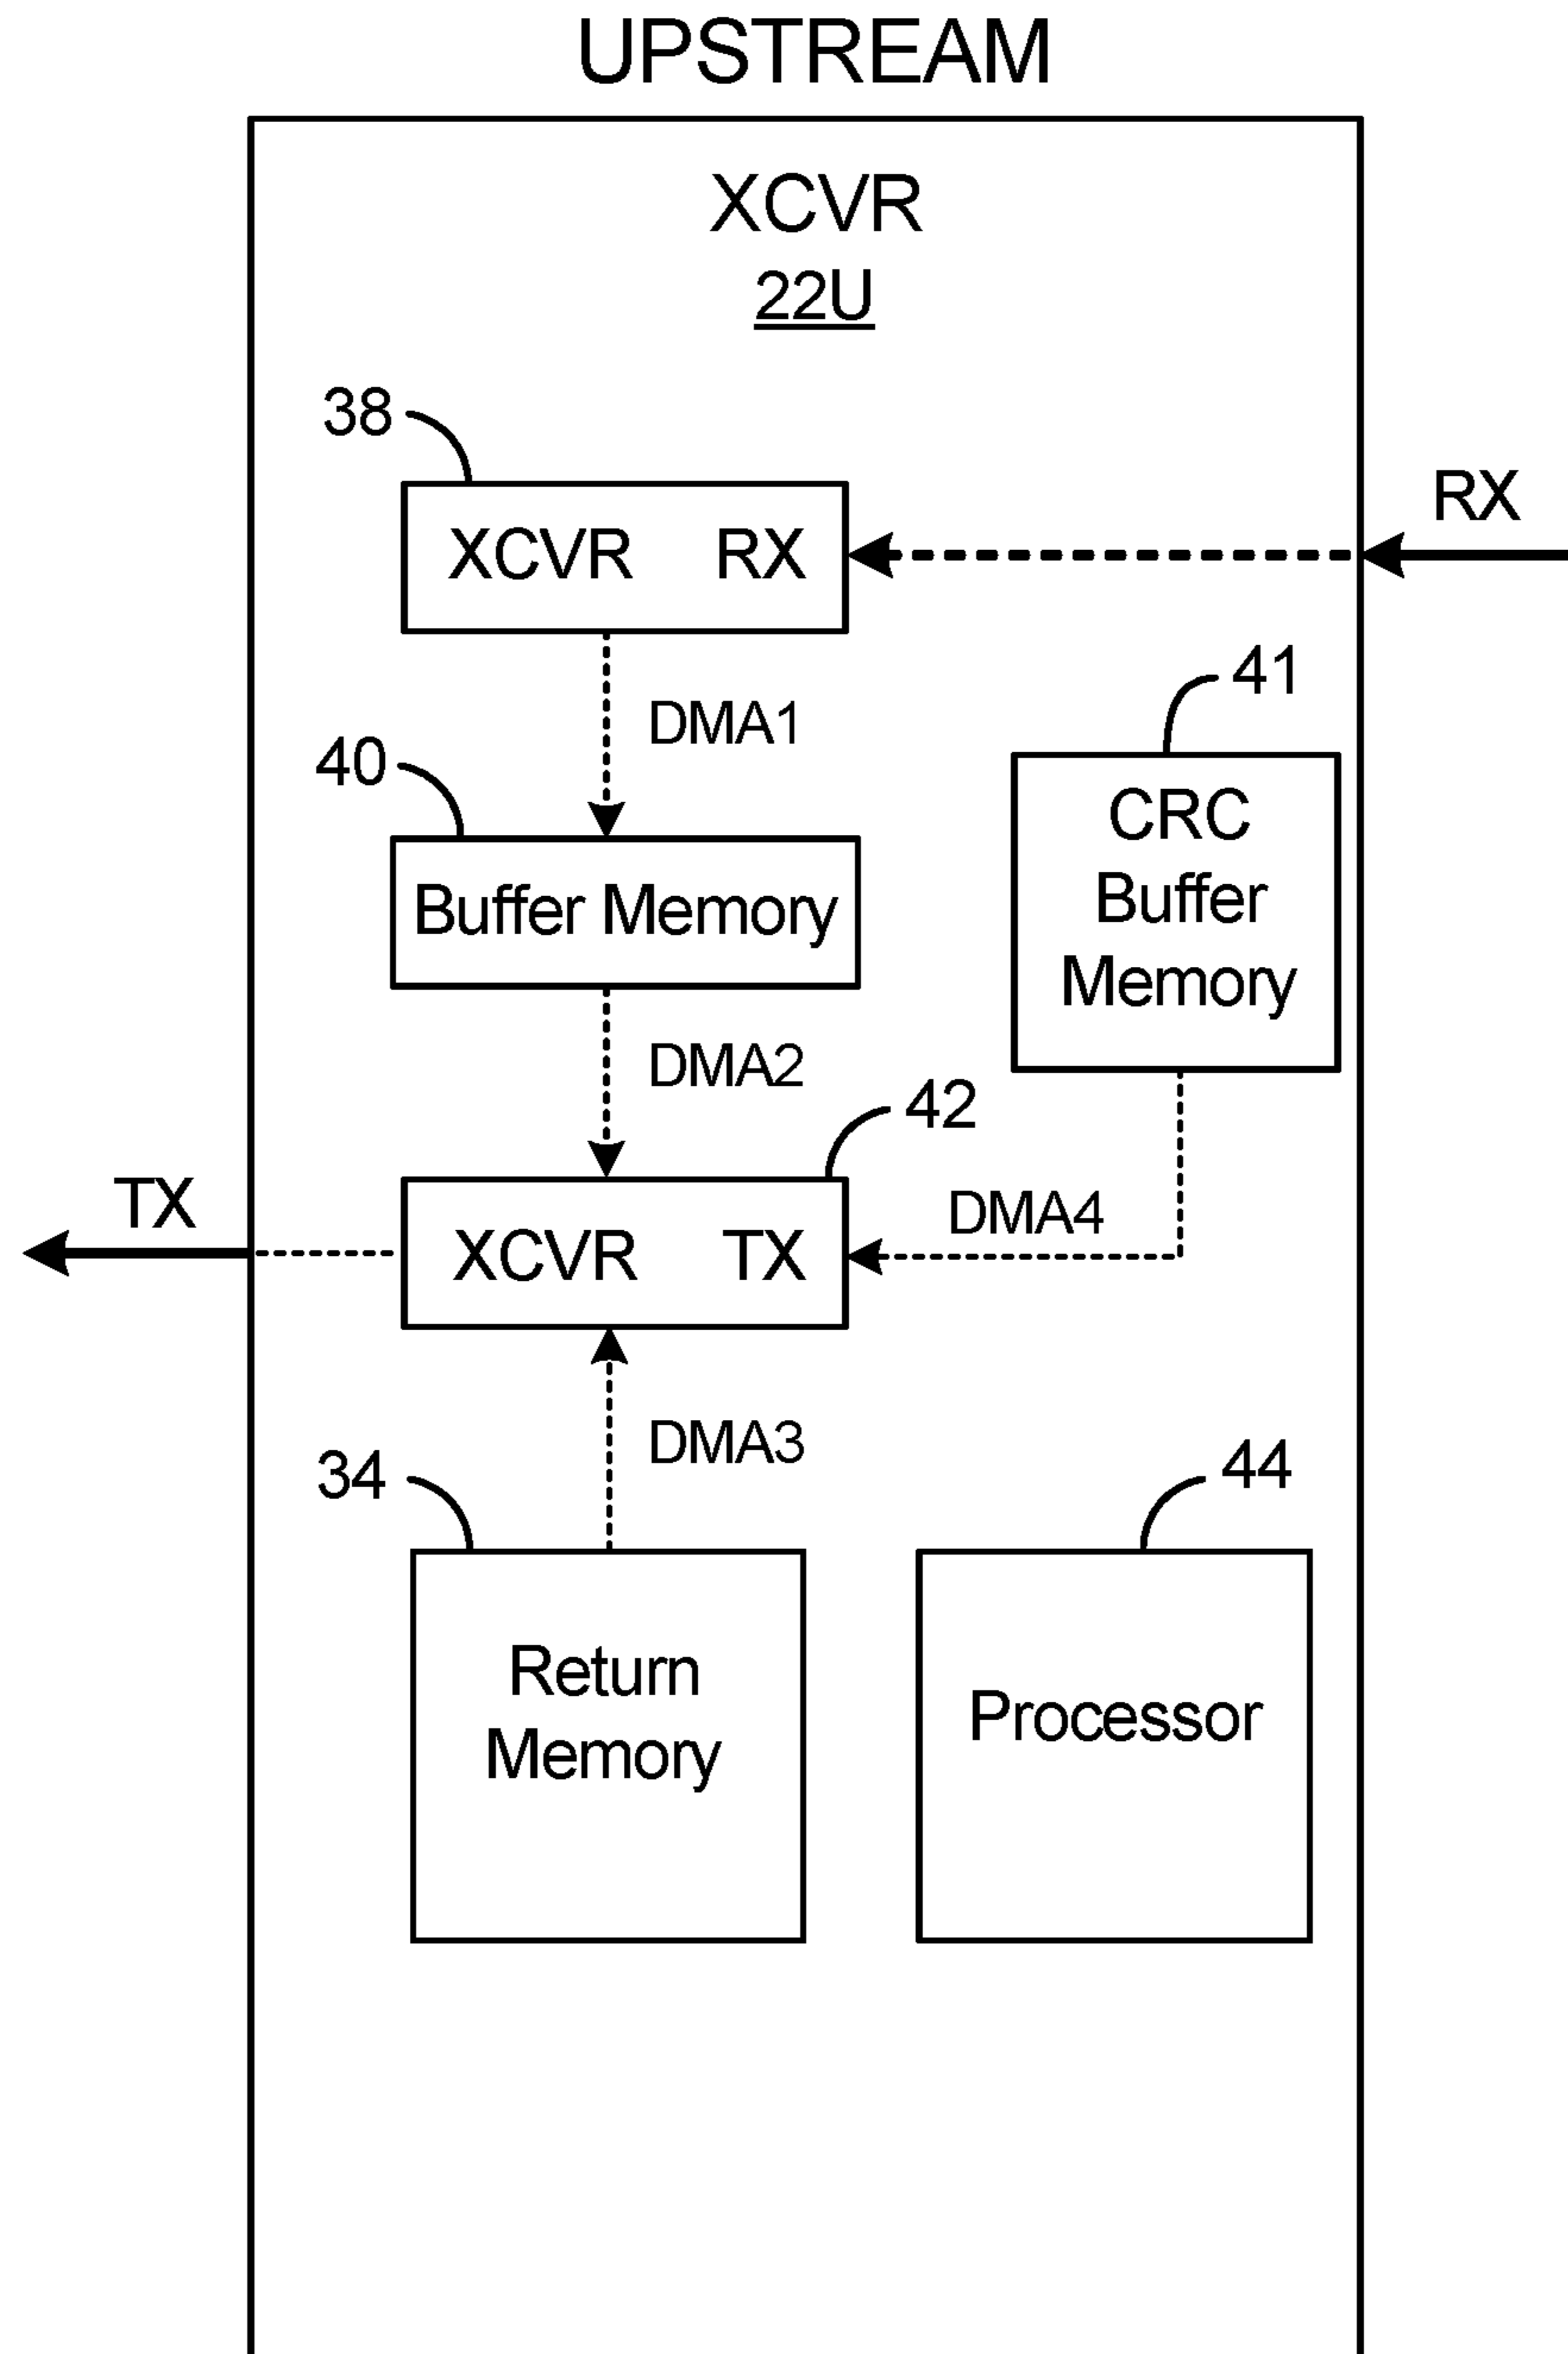 UPSTREAM
XCVR
22U
38
RX
XCVR RX
41
DMA1
40
CRC
Buffer
Memory
Buffer Memory
DMA2
42
TX
DMA4
XCVR TX
DMA3
34
44
Return
Memory
Processor